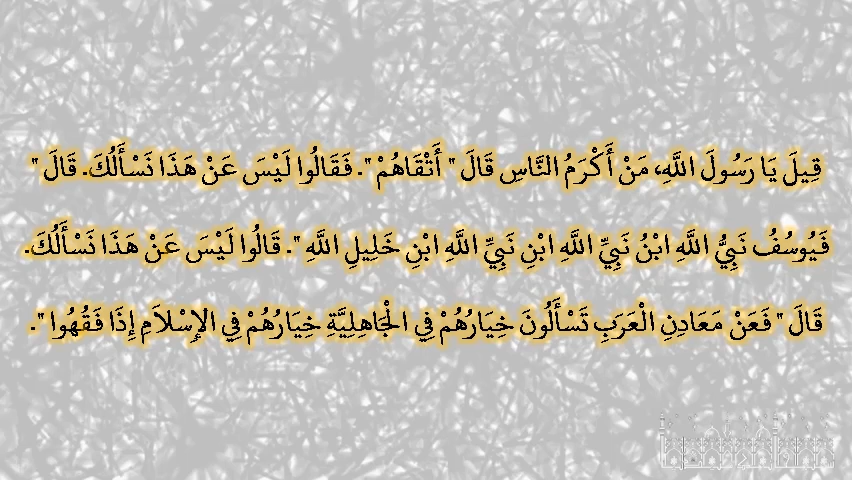 قِيلَ يَا رَسُولَ اللَّهِ، مَنْ أَكْرَمُ النَّاسِ قَالَ " أَتْقَاهُمْ ". فَقَالُوا لَيْسَ عَنْ هَذَا نَسْأَلُكَ. قَالَ "
فَيُوسُفُ نَبِيُّ اللَّهِ ابْنُ نَبِيِّ اللَّهِ ابْنِ نَبِيِّ اللَّهِ ابْنِ خَلِيلِ اللَّهِ ". قَالُوا لَيْسَ عَنْ هَذَا نَسْأَلُكَ.
قَالَ " فَعَنْ مَعَادِنِ الْعَرَبِ تَسْأَلُونَ خِيَارُهُمْ فِي الْجَاهِلِيَّةِ خِيَارُهُمْ فِي الإِسْلاَمِ إِذَا فَقُهُوا ".